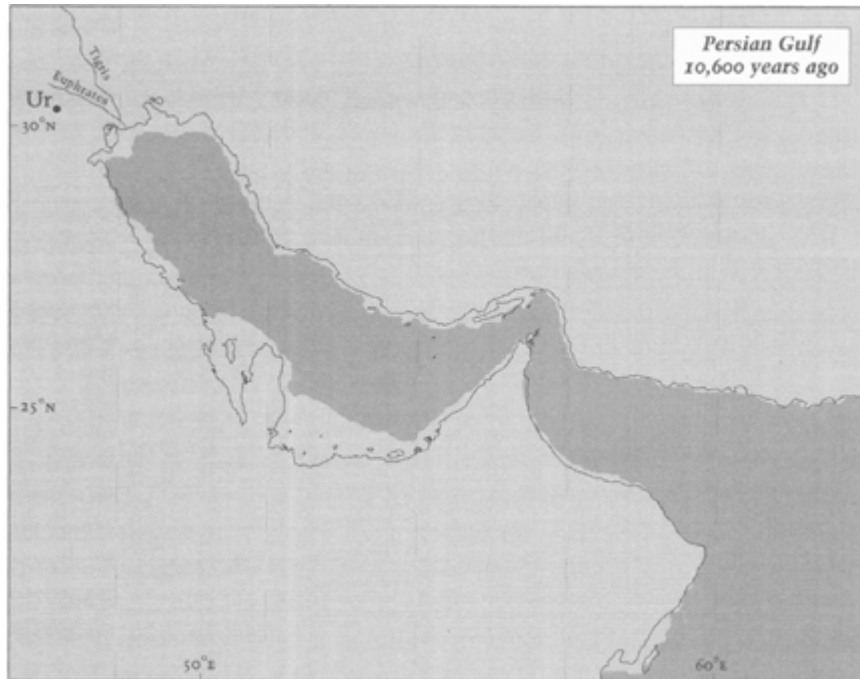 Persian Gulf
10,600 years ago
Tigris
Euphrates
Ur
30°N
25°N
50°E
60°E